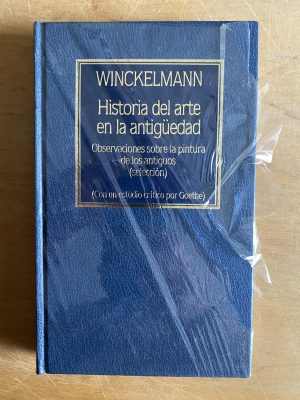 WINCKELMANN
Historia del arte
en la antigüedad
Observaciones sobre la pintura
de los antiguos
(selección)
(Con un estudio crítico por Goethe)